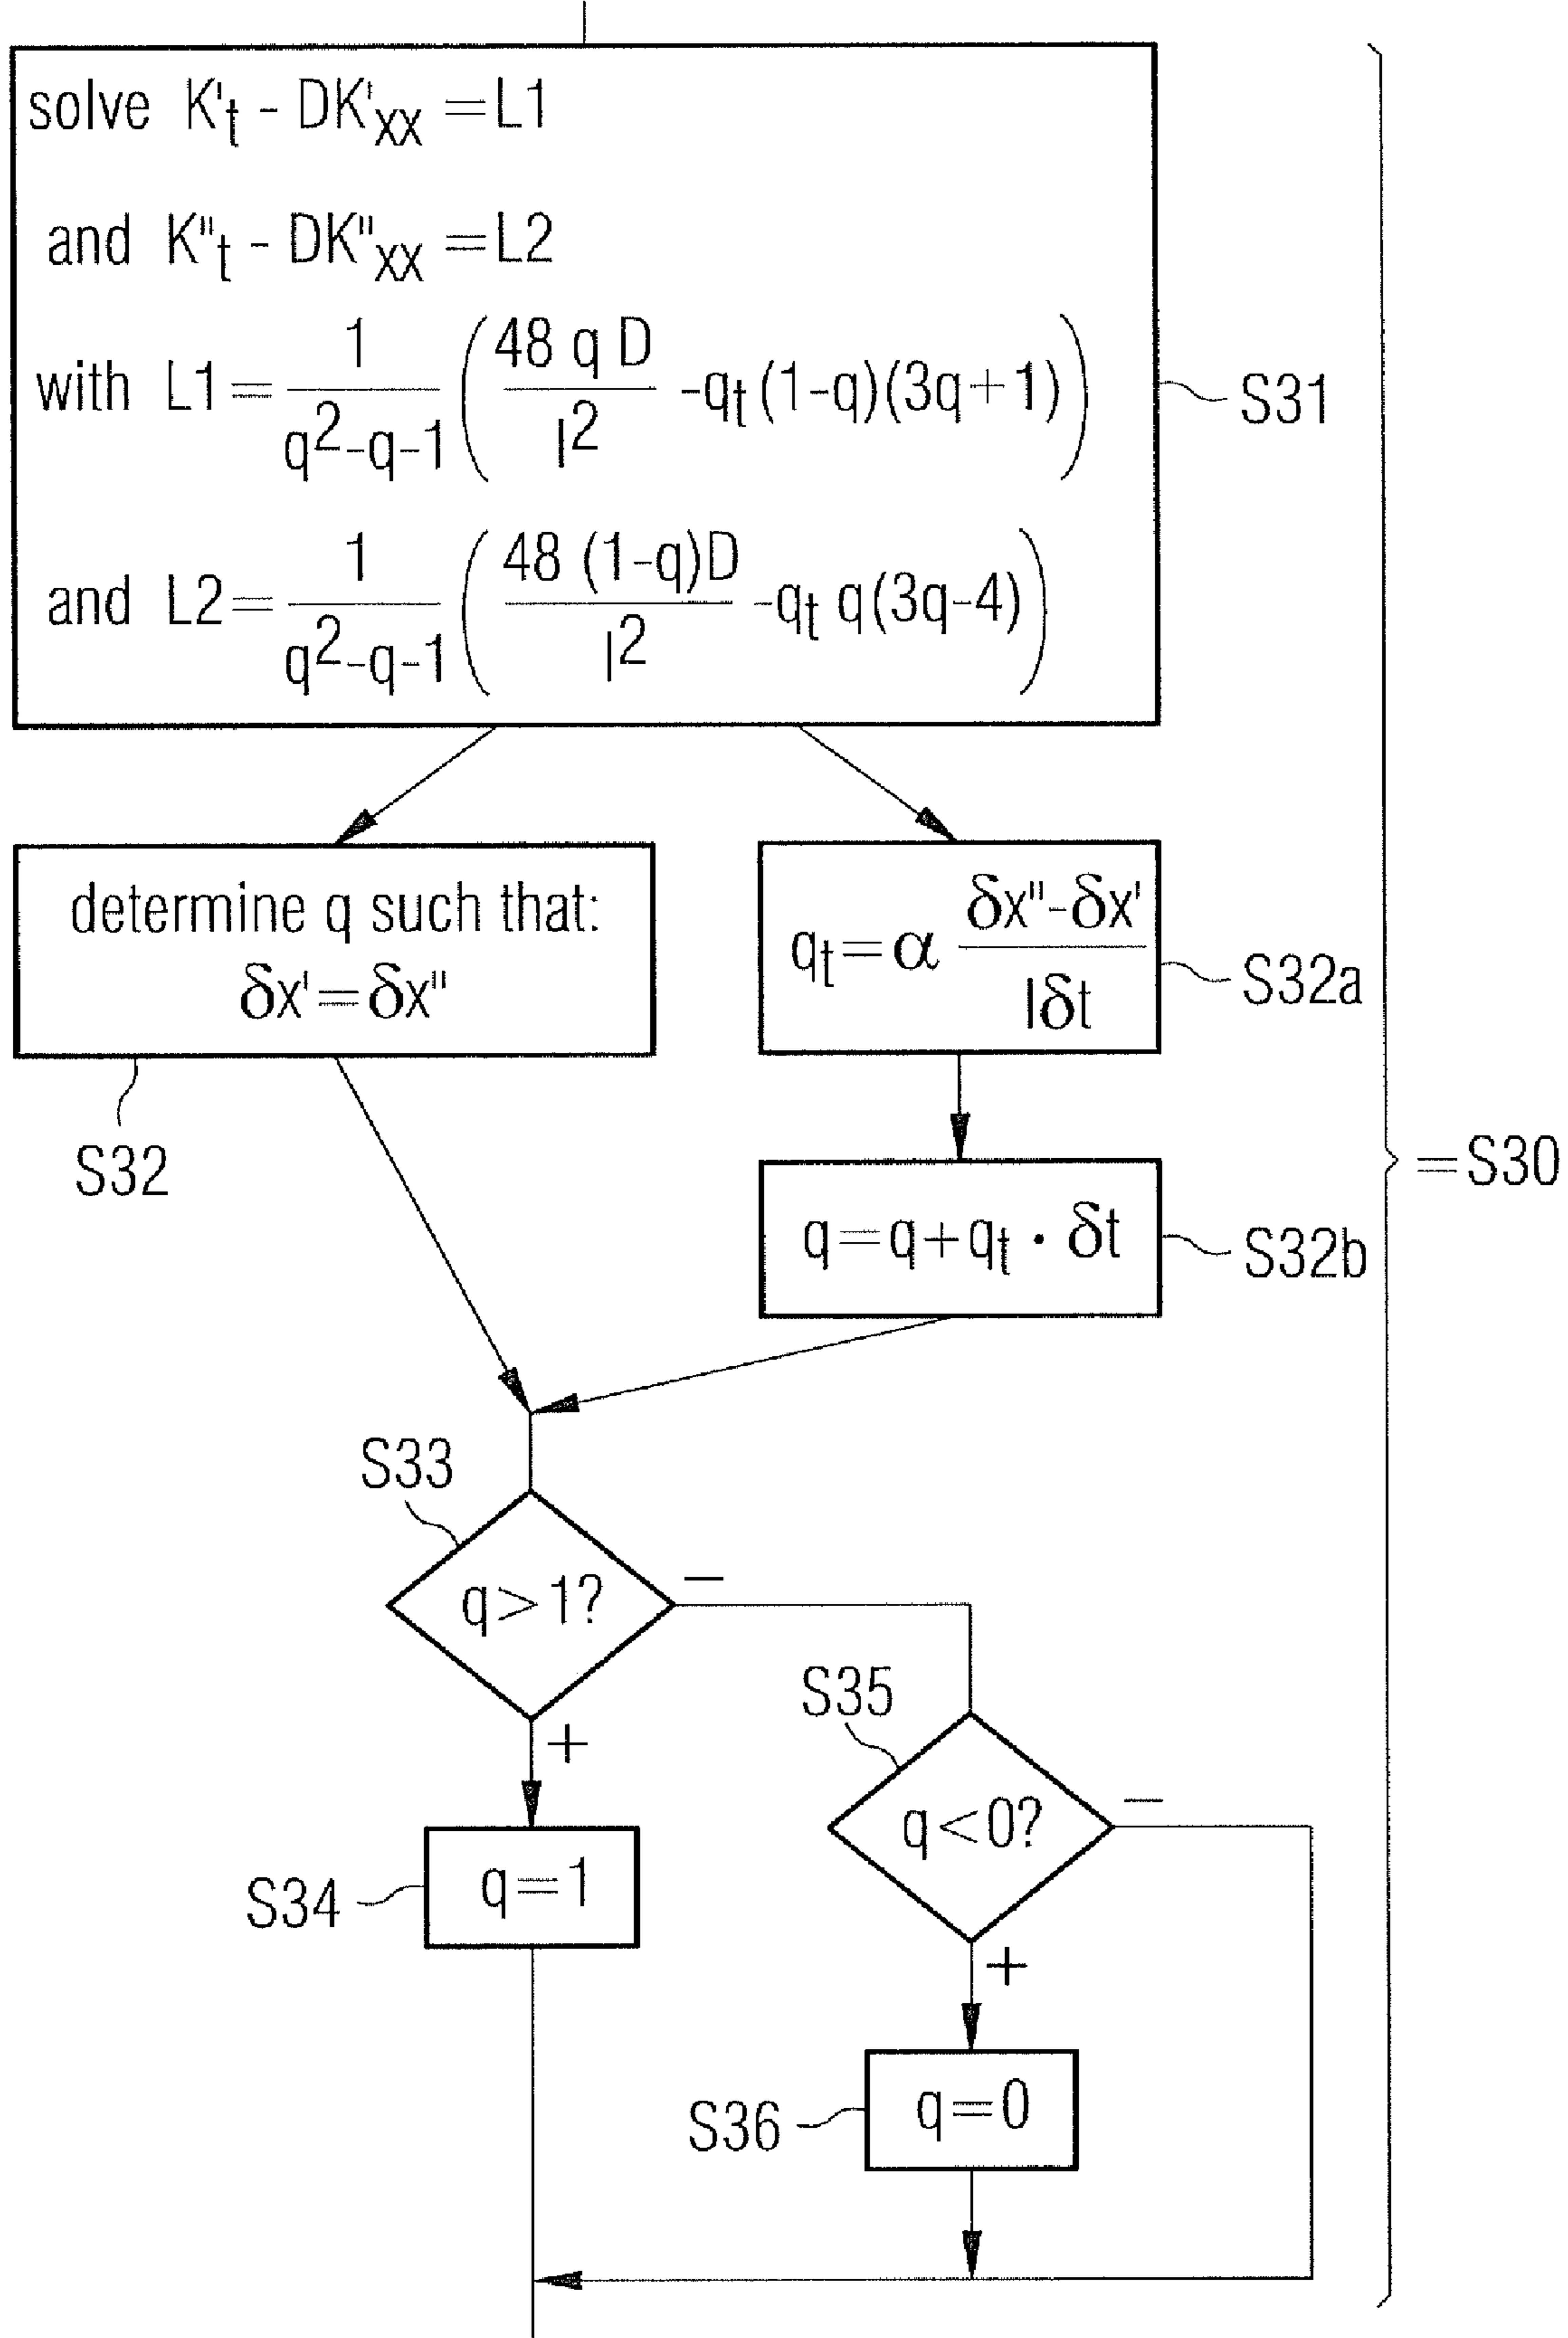 solve K't - DK'xx = L1
and K"t - DK"xx = L2
with L1 = 1/(q²-q-1) (48 q D/l² - qt (1-q)(3q+1))
S31
and L2 = 1/(q²-q-1) (48 (1-q)D/l² - qt q(3q-4))
determine q such that:
δx' = δx"
S32
qt = α (δx"-δx')/(lδt)
S32a
q = q + qt · δt
S32b
= S30
S33
q > 1?
−
+
S34
q = 1
S35
q < 0?
−
+
S36
q = 0